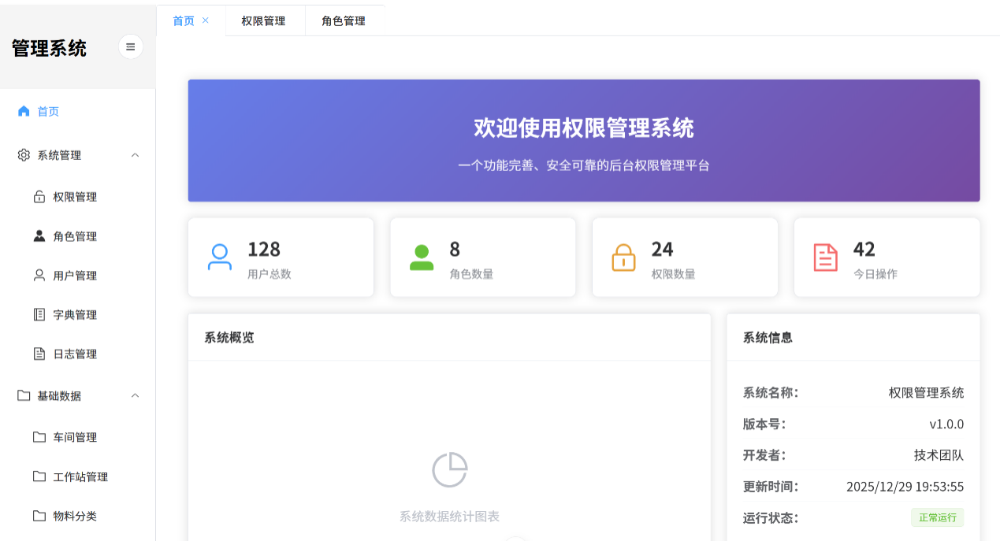 管理系统
首页
系统管理
权限管理
角色管理
用户管理
字典管理
日志管理
基础数据
车间管理
工作站管理
物料分类
首页 × 权限管理 角色管理
欢迎使用权限管理系统
一个功能完善、安全可靠的后台权限管理平台
128
用户总数
8
角色数量
24
权限数量
42
今日操作
系统概览
系统数据统计图表
系统信息
系统名称： 权限管理系统
版本号： v1.0.0
开发者： 技术团队
更新时间： 2025/12/29 19:53:55
运行状态： 正常运行